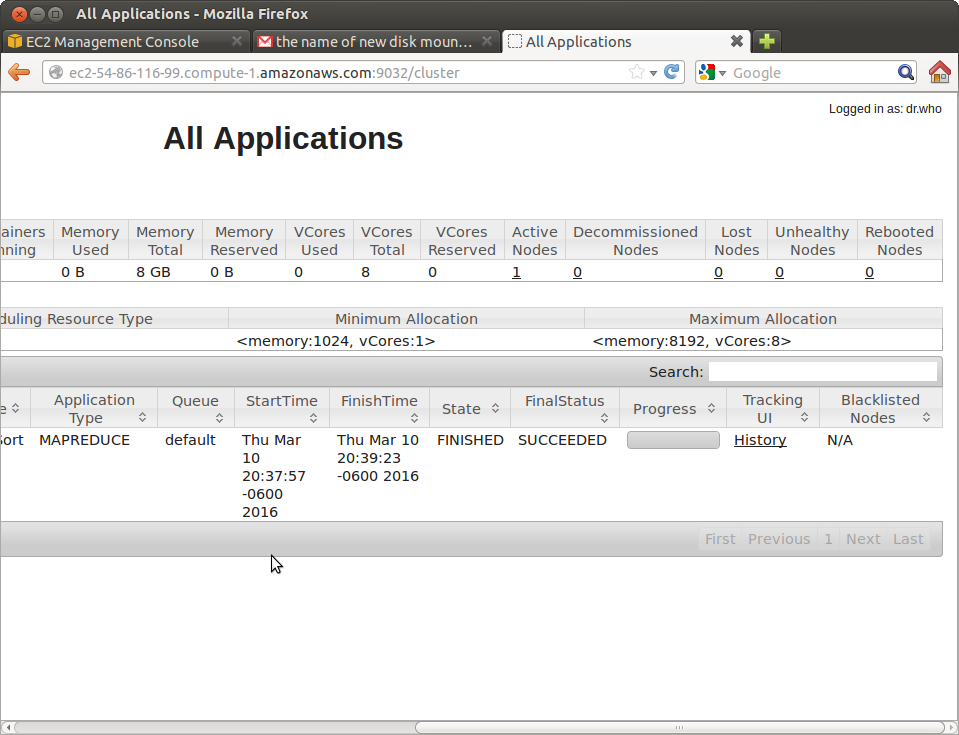 All Applications - Mozilla Firefox
EC2 Management Console
the name of new disk moun...
All Applications
ec2-54-86-116-99.compute-1.amazonaws.com:9032/cluster
Google
Logged in as: dr.who
All Applications
ainers Memory Memory Memory VCores VCores VCores Active Decommissioned Lost Unhealthy Rebooted
nning Used Total Reserved Used Total Reserved Nodes Nodes Nodes Nodes Nodes
0 B 8 GB 0 B 0 8 0 1 0 0 0 0
duling Resource Type Minimum Allocation Maximum Allocation
<memory:1024, vCores:1> <memory:8192, vCores:8>
Search:
e Application Type Queue StartTime FinishTime State FinalStatus Progress Tracking UI Blacklisted Nodes
Sort MAPREDUCE default Thu Mar Thu Mar 10 FINISHED SUCCEEDED History N/A
10 20:39:23
20:37:57 -0600 2016
-0600
2016
First Previous 1 Next Last